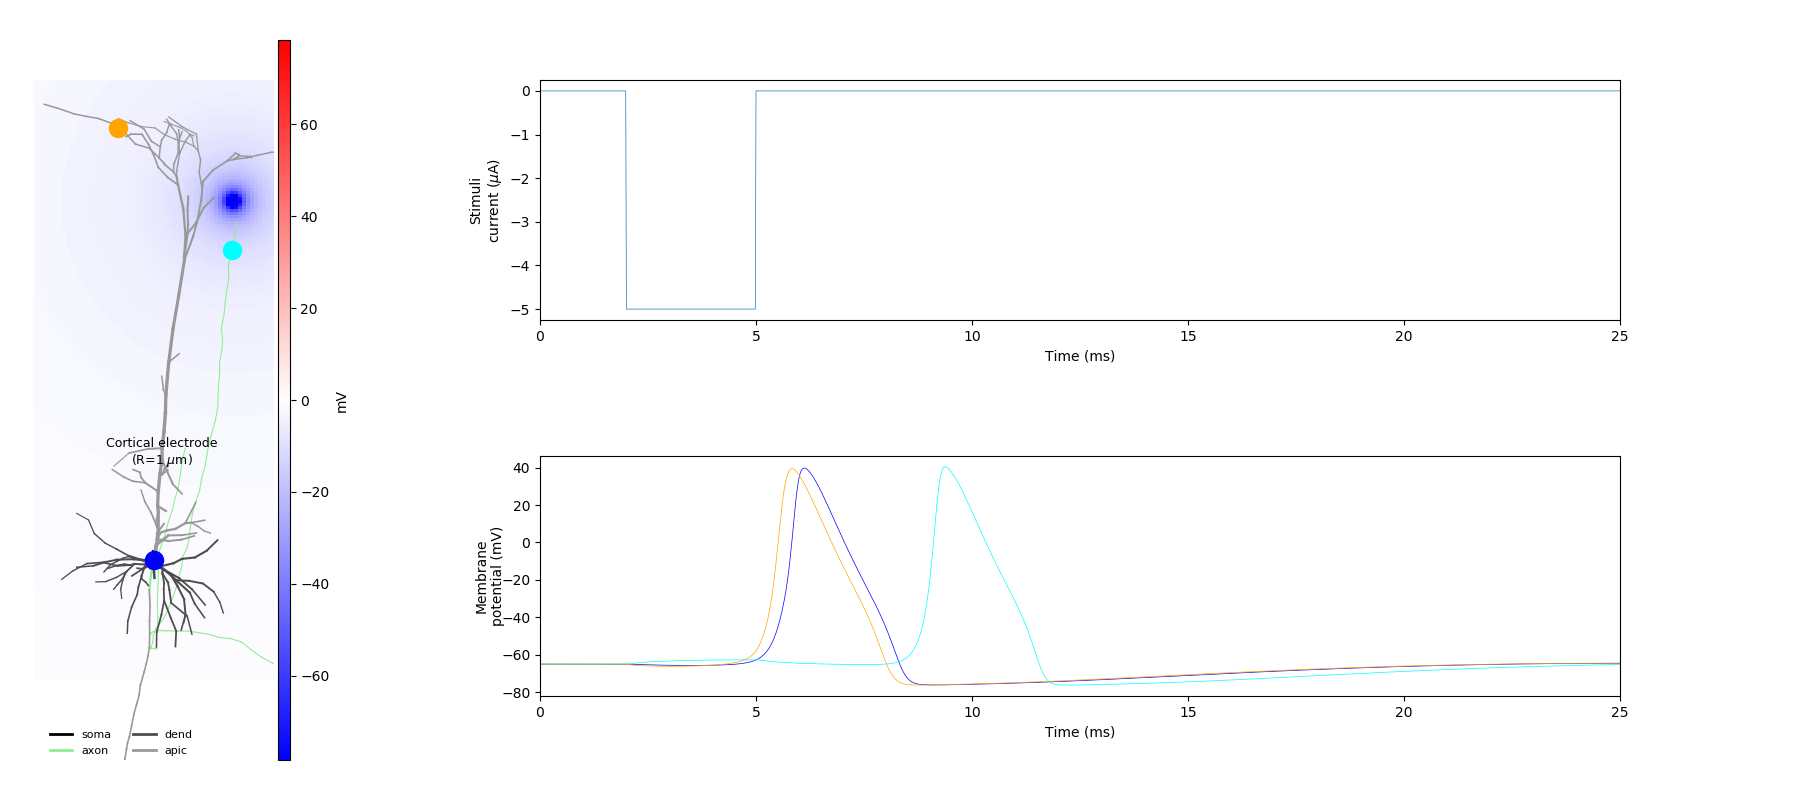 60
40
20
0
−20
−40
−60
mV
Cortical electrode
(R=1 μm)
soma
axon
dend
apic
Stimuli
current (μA)
0
−1
−2
−3
−4
−5
0 5 10 15 20 25
Time (ms)
Membrane
potential (mV)
40
20
0
−20
−40
−60
−80
0 5 10 15 20 25
Time (ms)